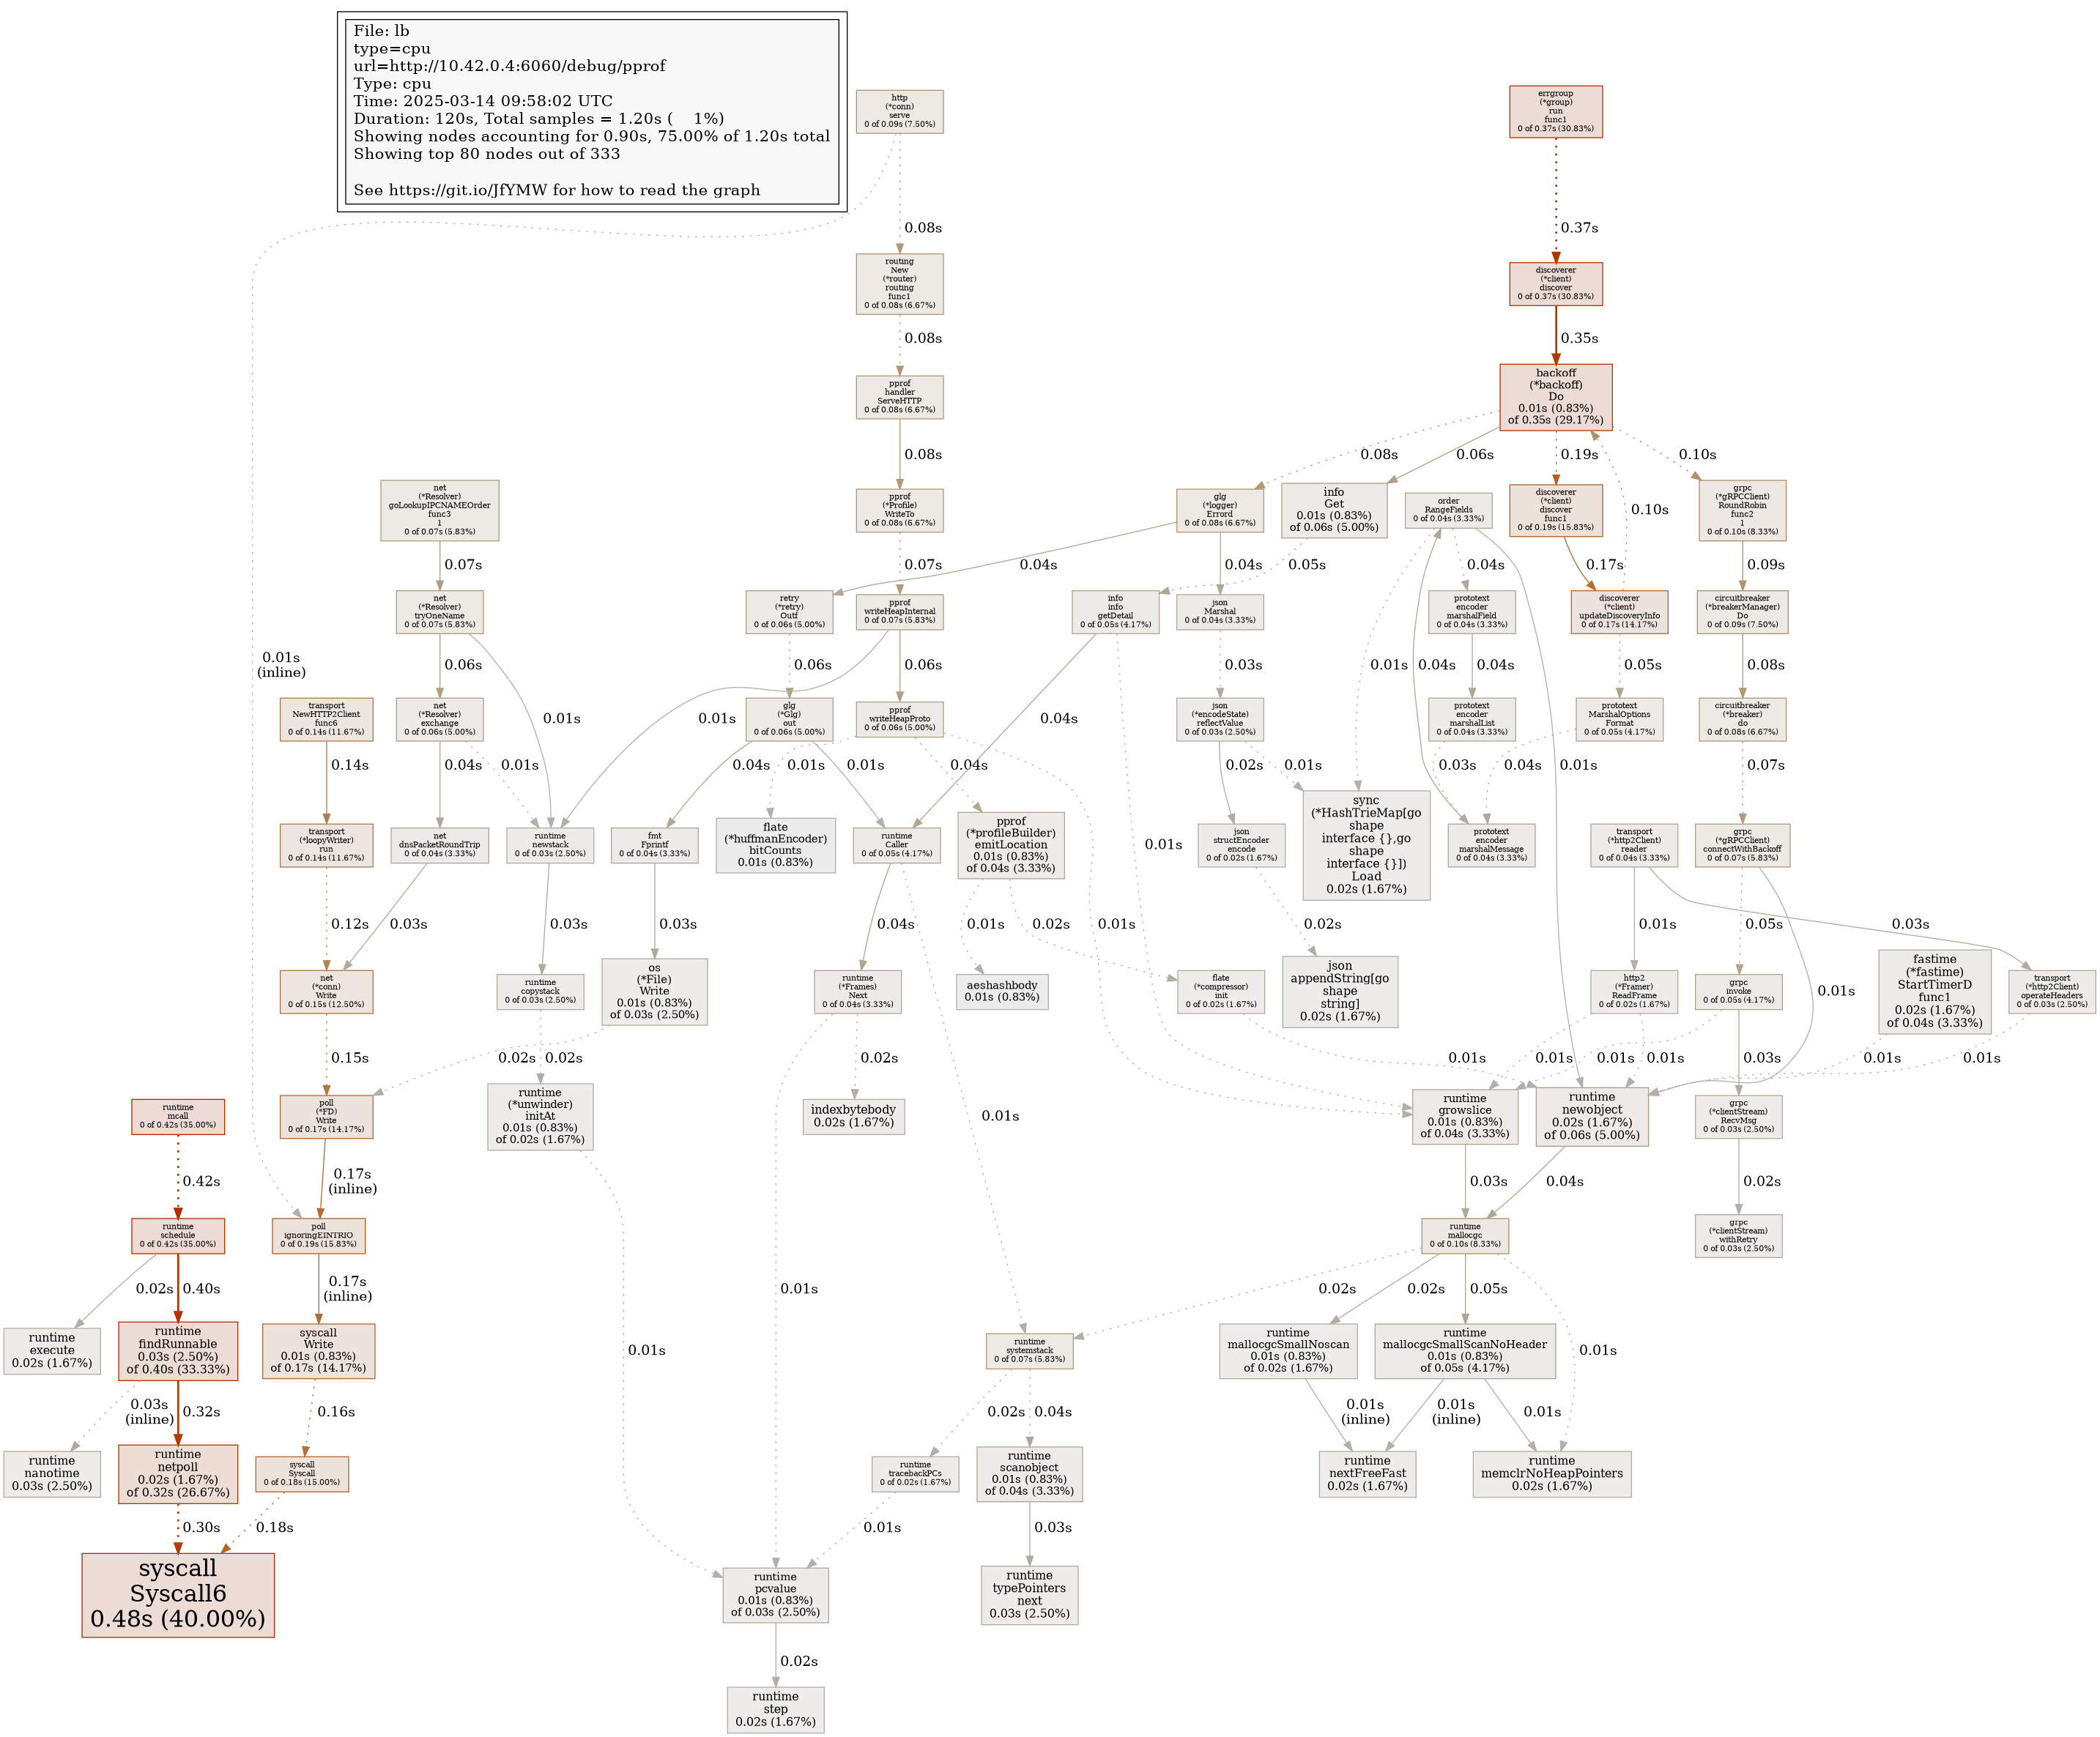 File: lb
type=cpu
url=http://10.42.0.4:6060/debug/pprof
Type: cpu
Time: 2025-03-14 09:58:02 UTC
Duration: 120s, Total samples = 1.20s ( 1%)
Showing nodes accounting for 0.90s, 75.00% of 1.20s total
Showing top 80 nodes out of 333
See https://git.io/JfYMW for how to read the graph
http
(*conn)
serve
0 of 0.09s (7.50%)
errgroup
(*group)
run
func1
0 of 0.37s (30.83%)
0.08s
0.37s
routing
New
(*router)
routing
func1
0 of 0.08s (6.67%)
discoverer
(*client)
discover
0 of 0.37s (30.83%)
0.08s
0.35s
pprof
handler
ServeHTTP
0 of 0.08s (6.67%)
backoff
(*backoff)
Do
0.01s (0.83%)
of 0.35s (29.17%)
0.08s
0.08s
0.06s
0.19s
0.10s
net
(*Resolver)
goLookupIPCNAMEOrder
func3
1
0 of 0.07s (5.83%)
pprof
(*Profile)
WriteTo
0 of 0.08s (6.67%)
glg
(*logger)
Errord
0 of 0.08s (6.67%)
info
Get
0.01s (0.83%)
of 0.06s (5.00%)
order
RangeFields
0 of 0.04s (3.33%)
discoverer
(*client)
discover
func1
0 of 0.19s (15.83%)
0.10s
grpc
(*gRPCClient)
RoundRobin
func2
1
0 of 0.10s (8.33%)
0.07s
0.07s
0.04s
0.04s
0.05s
0.04s
0.17s
0.09s
net
(*Resolver)
tryOneName
0 of 0.07s (5.83%)
retry
(*retry)
Outf
0 of 0.06s (5.00%)
pprof
writeHeapInternal
0 of 0.07s (5.83%)
info
info
getDetail
0 of 0.05s (4.17%)
json
Marshal
0 of 0.04s (3.33%)
prototext
encoder
marshalField
0 of 0.04s (3.33%)
discoverer
(*client)
updateDiscoveryInfo
0 of 0.17s (14.17%)
circuitbreaker
(*breakerManager)
Do
0 of 0.09s (7.50%)
0.01s
(inline)
0.06s
0.06s
0.06s
0.03s
0.01s
0.04s
0.04s
0.05s
0.08s
transport
NewHTTP2Client
func6
0 of 0.14s (11.67%)
net
(*Resolver)
exchange
0 of 0.06s (5.00%)
0.01s
0.01s
glg
(*Glg)
out
0 of 0.06s (5.00%)
pprof
writeHeapProto
0 of 0.06s (5.00%)
0.04s
json
(*encodeState)
reflectValue
0 of 0.03s (2.50%)
prototext
encoder
marshalList
0 of 0.04s (3.33%)
prototext
MarshalOptions
Format
0 of 0.05s (4.17%)
circuitbreaker
(*breaker)
do
0 of 0.08s (6.67%)
0.14s
0.04s
0.01s
0.04s
0.01s
0.01s
0.04s
0.02s
0.01s
0.03s
0.04s
0.01s
0.07s
transport
(*loopyWriter)
run
0 of 0.14s (11.67%)
net
dnsPacketRoundTrip
0 of 0.04s (3.33%)
runtime
newstack
0 of 0.03s (2.50%)
fmt
Fprintf
0 of 0.04s (3.33%)
flate
(*huffmanEncoder)
bitCounts
0.01s (0.83%)
runtime
Caller
0 of 0.05s (4.17%)
pprof
(*profileBuilder)
emitLocation
0.01s (0.83%)
of 0.04s (3.33%)
0.01s
json
structEncoder
encode
0 of 0.02s (1.67%)
sync
(*HashTrieMap[go
shape
interface {},go
shape
interface {}])
Load
0.02s (1.67%)
prototext
encoder
marshalMessage
0 of 0.04s (3.33%)
transport
(*http2Client)
reader
0 of 0.04s (3.33%)
grpc
(*gRPCClient)
connectWithBackoff
0 of 0.07s (5.83%)
0.12s
0.03s
0.03s
0.03s
0.04s
0.01s
0.02s
0.01s
0.02s
0.01s
0.05s
0.03s
net
(*conn)
Write
0 of 0.15s (12.50%)
runtime
copystack
0 of 0.03s (2.50%)
os
(*File)
Write
0.01s (0.83%)
of 0.03s (2.50%)
runtime
(*Frames)
Next
0 of 0.04s (3.33%)
aeshashbody
0.01s (0.83%)
flate
(*compressor)
init
0 of 0.02s (1.67%)
json
appendString[go
shape
string]
0.02s (1.67%)
http2
(*Framer)
ReadFrame
0 of 0.02s (1.67%)
grpc
invoke
0 of 0.05s (4.17%)
0.01s
fastime
(*fastime)
StartTimerD
func1
0.02s (1.67%)
of 0.04s (3.33%)
transport
(*http2Client)
operateHeaders
0 of 0.03s (2.50%)
0.15s
0.02s
0.02s
0.02s
0.01s
0.01s
0.01s
0.01s
0.03s
0.01s
0.01s
runtime
mcall
0 of 0.42s (35.00%)
poll
(*FD)
Write
0 of 0.17s (14.17%)
runtime
(*unwinder)
initAt
0.01s (0.83%)
of 0.02s (1.67%)
indexbytebody
0.02s (1.67%)
0.01s
runtime
growslice
0.01s (0.83%)
of 0.04s (3.33%)
runtime
newobject
0.02s (1.67%)
of 0.06s (5.00%)
grpc
(*clientStream)
RecvMsg
0 of 0.03s (2.50%)
0.42s
0.17s
(inline)
0.03s
0.04s
0.02s
runtime
schedule
0 of 0.42s (35.00%)
poll
ignoringEINTRIO
0 of 0.19s (15.83%)
runtime
mallocgc
0 of 0.10s (8.33%)
grpc
(*clientStream)
withRetry
0 of 0.03s (2.50%)
0.02s
0.40s
0.17s
(inline)
0.01s
0.02s
0.02s
0.05s
runtime
execute
0.02s (1.67%)
runtime
findRunnable
0.03s (2.50%)
of 0.40s (33.33%)
syscall
Write
0.01s (0.83%)
of 0.17s (14.17%)
0.01s
runtime
systemstack
0 of 0.07s (5.83%)
runtime
mallocgcSmallNoscan
0.01s (0.83%)
of 0.02s (1.67%)
runtime
mallocgcSmallScanNoHeader
0.01s (0.83%)
of 0.05s (4.17%)
0.01s
0.03s
(inline)
0.32s
0.16s
0.02s
0.04s
0.01s
(inline)
0.01s
(inline)
0.01s
runtime
nanotime
0.03s (2.50%)
runtime
netpoll
0.02s (1.67%)
of 0.32s (26.67%)
syscall
Syscall
0 of 0.18s (15.00%)
runtime
tracebackPCs
0 of 0.02s (1.67%)
runtime
scanobject
0.01s (0.83%)
of 0.04s (3.33%)
runtime
nextFreeFast
0.02s (1.67%)
runtime
memclrNoHeapPointers
0.02s (1.67%)
0.30s
0.18s
0.01s
0.03s
syscall
Syscall6
0.48s (40.00%)
runtime
pcvalue
0.01s (0.83%)
of 0.03s (2.50%)
runtime
typePointers
next
0.03s (2.50%)
0.02s
runtime
step
0.02s (1.67%)